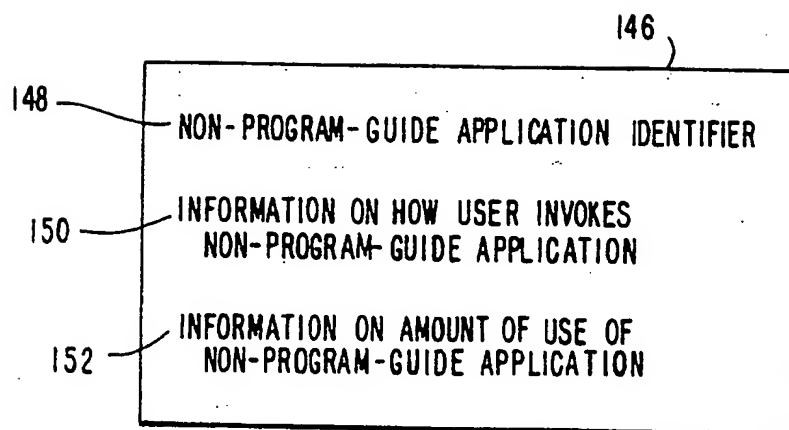 146
148
NON-PROGRAM-GUIDE APPLICATION IDENTIFIER
150
INFORMATION ON HOW USER INVOKES
NON-PROGRAM-GUIDE APPLICATION
152
INFORMATION ON AMOUNT OF USE OF
NON-PROGRAM-GUIDE APPLICATION